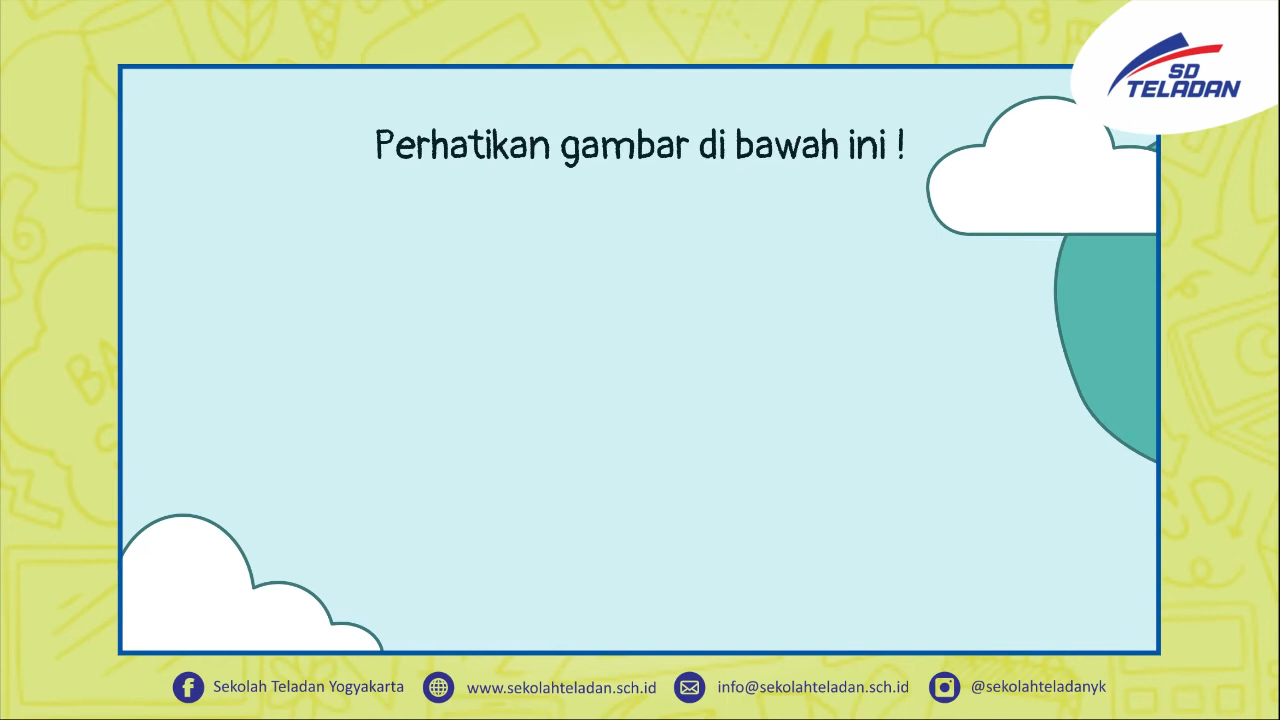 SD
TELADAN
Perhatikan gambar di bawah ini !
Sekolah Teladan Yogyakarta
www.sekolahteladan.sch.id
info@sekolahteladan.sch.id
@sekolahteladanyk